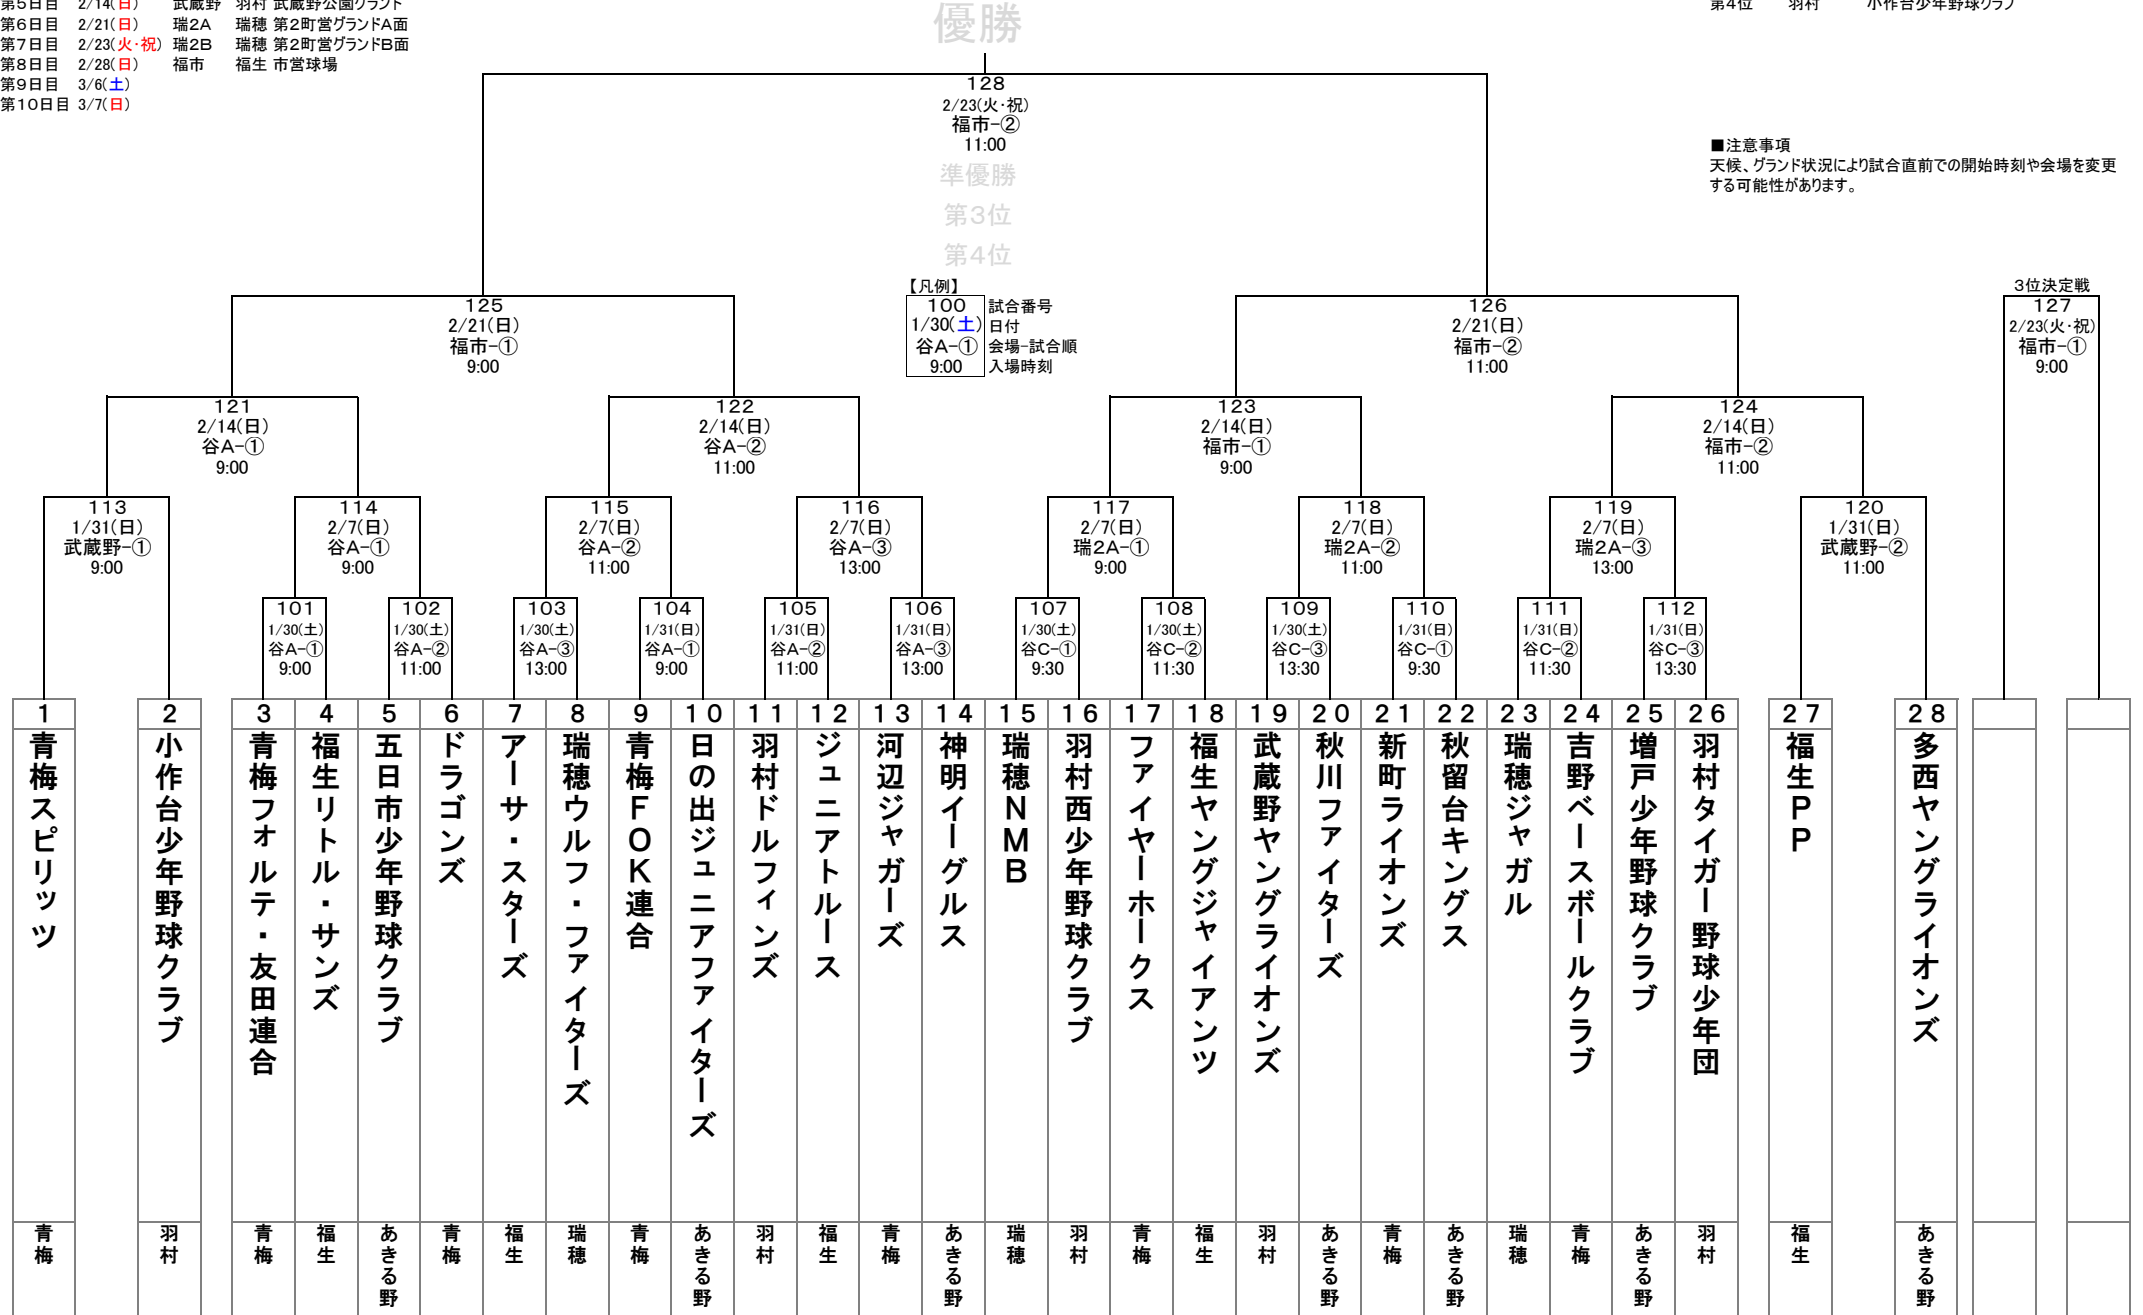 第5日目 2/14(日) 武蔵野 羽村 武蔵野公園グランド
第6日目 2/21(日) 瑞2A 瑞穂 第2町営グランドA面
第7日目 2/23(火・祝) 瑞2B 瑞穂 第2町営グランドB面
第8日目 2/28(日) 福市 福生 市営球場
第9日目 3/6(土)
第10日目 3/7(日)
第4位 羽村 小作台少年野球クラブ
優勝
128
2/23(火・祝)
福市-②
11:00
準優勝
第3位
第4位
■注意事項
天候、グランド状況により試合直前での開始時刻や会場を変更
する可能性があります。
【凡例】
100 試合番号
1/30(土) 日付
谷A-① 会場-試合順
9:00 入場時刻
125
2/21(日)
福市-①
9:00
126
2/21(日)
福市-②
11:00
3位決定戦
127
2/23(火・祝)
福市-①
9:00
121
2/14(日)
谷A-①
9:00
122
2/14(日)
谷A-②
11:00
123
2/14(日)
福市-①
9:00
124
2/14(日)
福市-②
11:00
113
1/31(日)
武蔵野-①
9:00
114
2/7(日)
谷A-①
9:00
115
2/7(日)
谷A-②
11:00
116
2/7(日)
谷A-③
13:00
117
2/7(日)
瑞2A-①
9:00
118
2/7(日)
瑞2A-②
11:00
119
2/7(日)
瑞2A-③
13:00
120
1/31(日)
武蔵野-②
11:00
101
1/30(土)
谷A-①
9:00
102
1/30(土)
谷A-②
11:00
103
1/30(土)
谷A-③
13:00
104
1/31(日)
谷A-①
9:00
105
1/31(日)
谷A-②
11:00
106
1/31(日)
谷A-③
13:00
107
1/30(土)
谷C-①
9:30
108
1/30(土)
谷C-②
11:30
109
1/30(土)
谷C-③
13:30
110
1/31(日)
谷C-①
9:30
111
1/31(日)
谷C-②
11:30
112
1/31(日)
谷C-③
13:30
1
青梅スピリッツ
青梅
2
小作台少年野球クラブ
羽村
3
青梅フォルテ・友田連合
青梅
4
福生リトル・サンズ
福生
5
五日市少年野球クラブ
あきる野
6
ドラゴンズ
青梅
7
アーサ・スターズ
福生
8
瑞穂ウルフ・ファイターズ
瑞穂
9
青梅FOK連合
青梅
10
日の出ジュニアファイターズ
あきる野
11
羽村ドルフィンズ
羽村
12
ジュニアトルース
福生
13
河辺ジャガーズ
青梅
14
神明イーグルス
あきる野
15
瑞穂NMB
瑞穂
16
羽村西少年野球クラブ
羽村
17
ファイヤーホークス
青梅
18
福生ヤングジャイアンツ
福生
19
武蔵野ヤングライオンズ
羽村
20
秋川ファイターズ
あきる野
21
新町ライオンズ
青梅
22
秋留台キングス
あきる野
23
瑞穂ジャガル
瑞穂
24
吉野ベースボールクラブ
青梅
25
増戸少年野球クラブ
あきる野
26
羽村タイガー野球少年団
羽村
27
福生PP
福生
28
多西ヤングライオンズ
あきる野